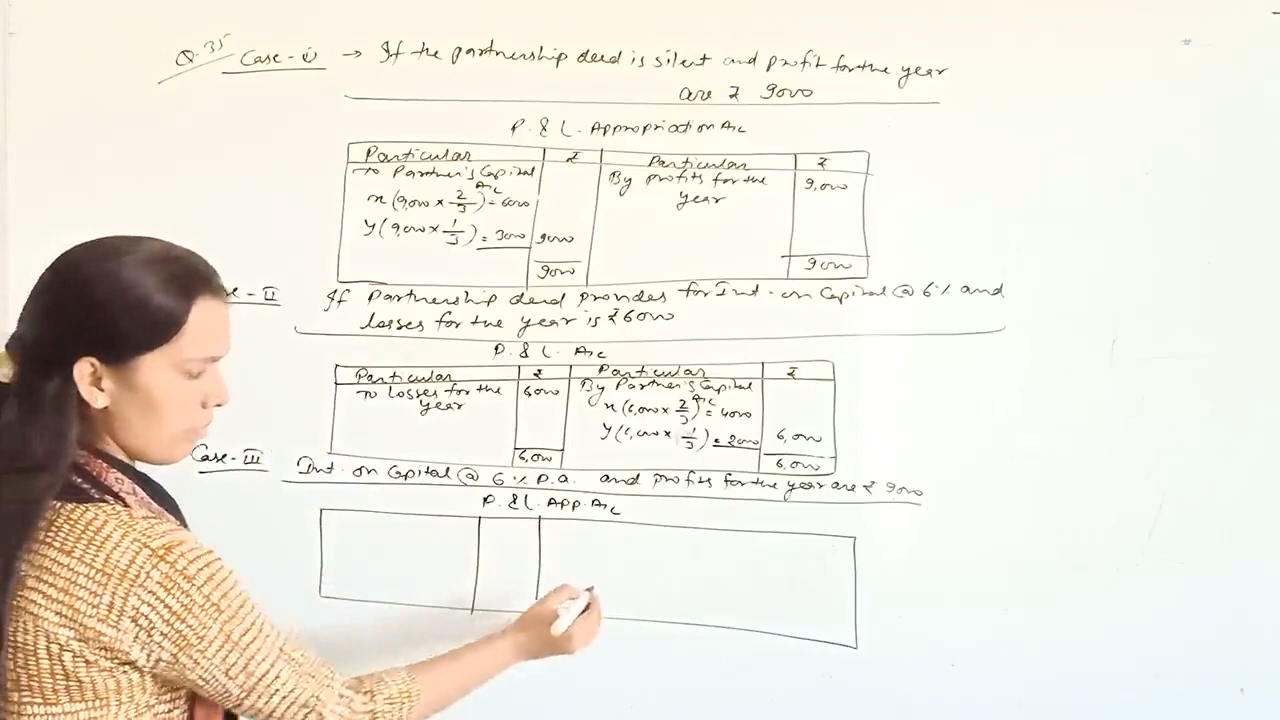 Q.35 Case-(i) → If the partnership deed is silent and profit for the year
are ₹ 9000
P. & L. Appropriation A/c
Particular ₹ Particular ₹
To Partner's Capital A/c By profits for the year 9,000
x (9,000 × 2/3) = 6000
y (9,000 × 1/3) = 3000 9000
9000 9000
Case-II If Partnership deed provides for Int. on Capital @ 6% and
losses for the year is ₹6000
P. & L. A/c
Particular ₹ Particular ₹
To Losses for the year 6000 By Partner's Capital A/c
x (6,000 × 2/3) = 4000
y (6,000 × 1/3) = 2000 6,000
6,000 6,000
Case-III Int. on Capital @ 6% P.a. and profits for the year are ₹ 9000
P. & L. App. A/c